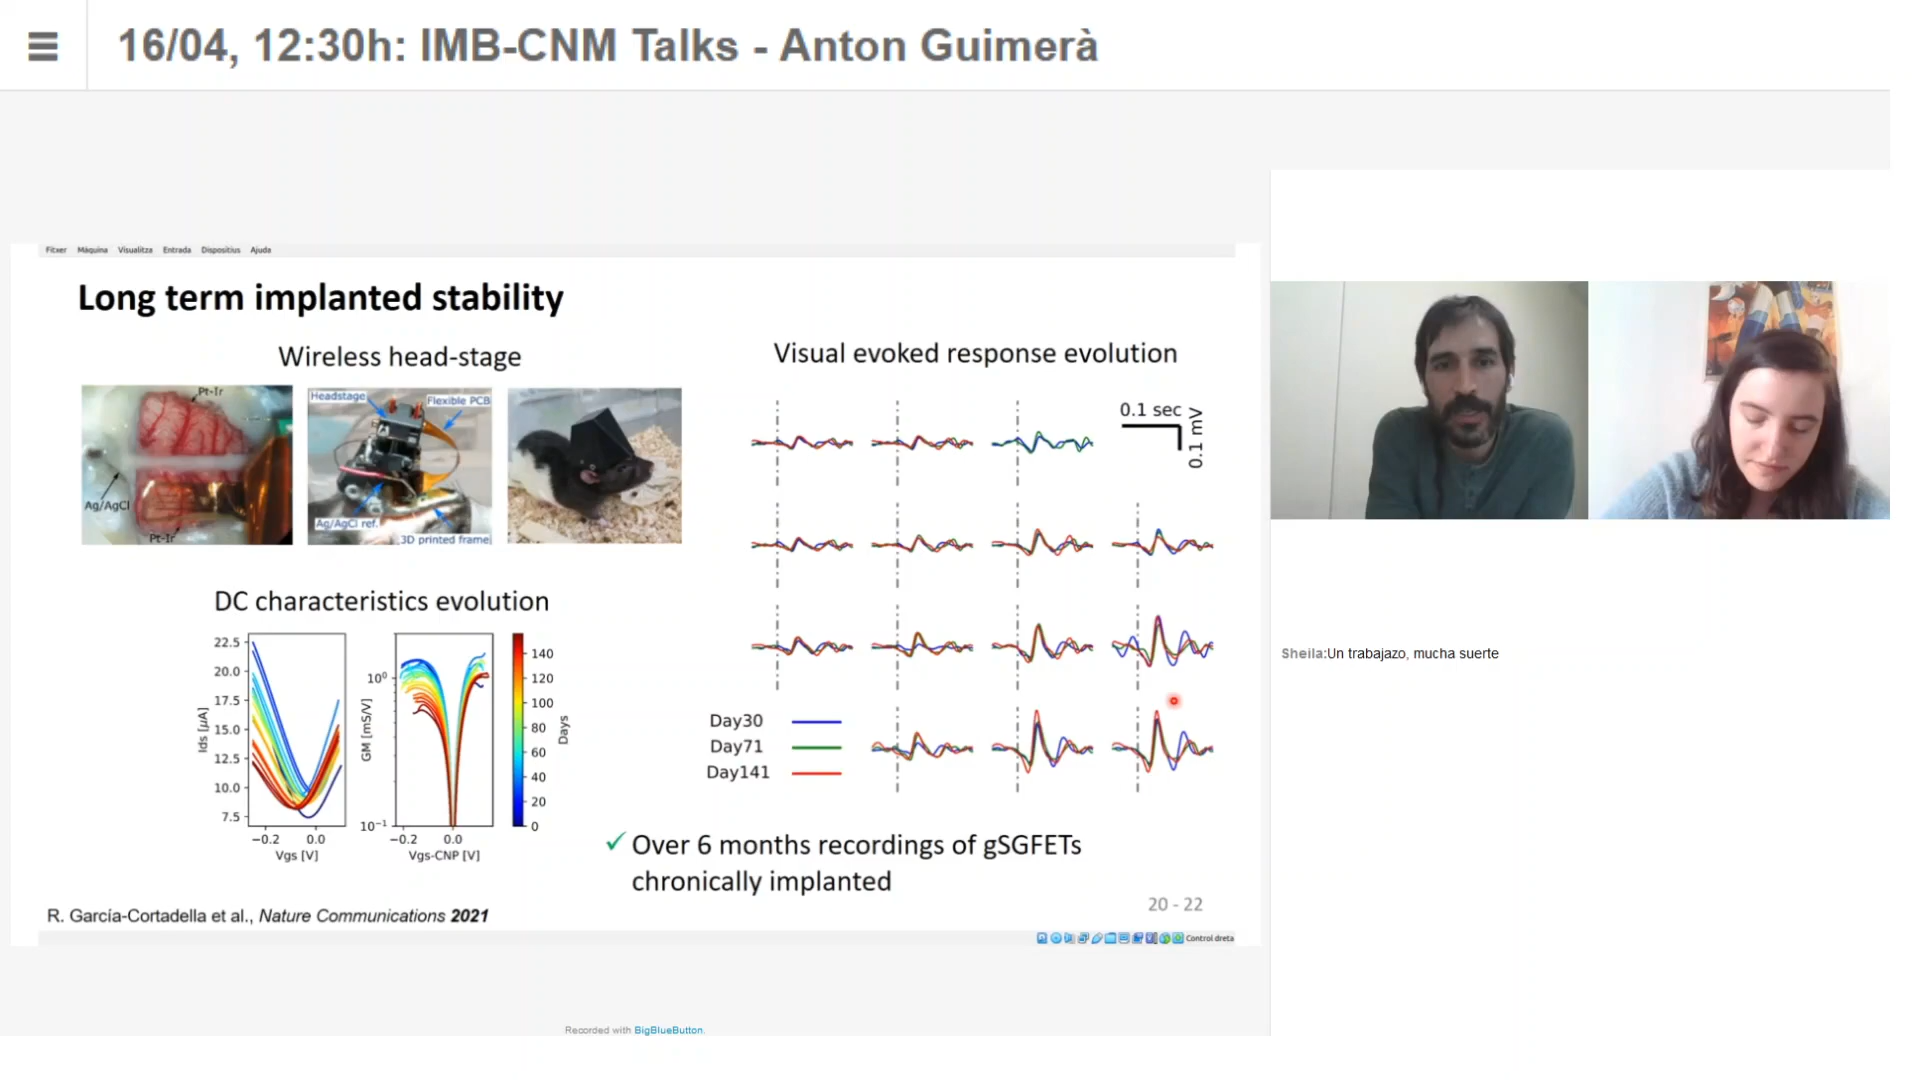 16/04, 12:30h: IMB-CNM Talks - Anton Guimerà
Fitxer Màquina Visualitza Entrada Dispositius Ajuda
Long term implanted stability
Wireless head-stage
Pt-Ir
Ag/AgCl
Pt-Ir
Headstage
Flexible PCB
Ag/AgCl ref.
3D printed frame
DC characteristics evolution
22.5
20.0
17.5
15.0
12.5
10.0
7.5
Ids [µA]
−0.2 0.0
Vgs [V]
10⁰
10⁻¹
GM [mS/V]
−0.2 0.0
Vgs-CNP [V]
140
120
100
80
60
40
20
0
Days
Visual evoked response evolution
0.1 sec
0.1 mV
Day30
Day71
Day141
✓ Over 6 months recordings of gSGFETs
chronically implanted
R. García-Cortadella et al., Nature Communications 2021
20 - 22
Control dreta
Sheila:Un trabajazo, mucha suerte
Recorded with BigBlueButton.